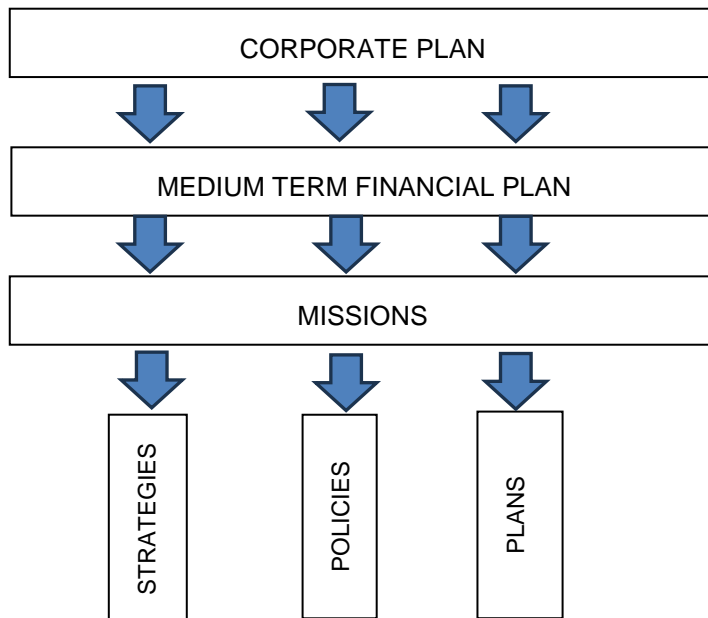 CORPORATE PLAN
MEDIUM TERM FINANCIAL PLAN
MISSIONS
STRATEGIES
POLICIES
PLANS